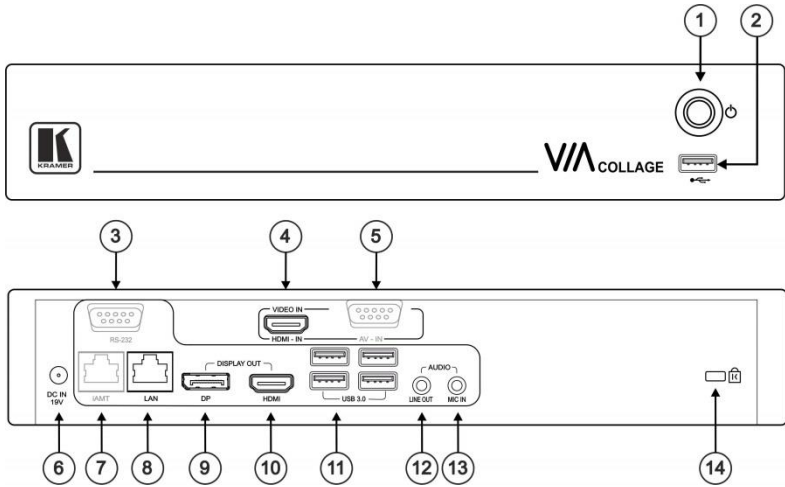 1 2
K
KRAMER
VIA COLLAGE
3 4 5
VIDEO IN
RS-232
HDMI - IN
AV - IN
DISPLAY OUT
AUDIO
DC IN
19V
iAMT
LAN
DP
HDMI
USB 3.0
LINE OUT
MIC IN
K
6 7 8 9 10 11 12 13 14